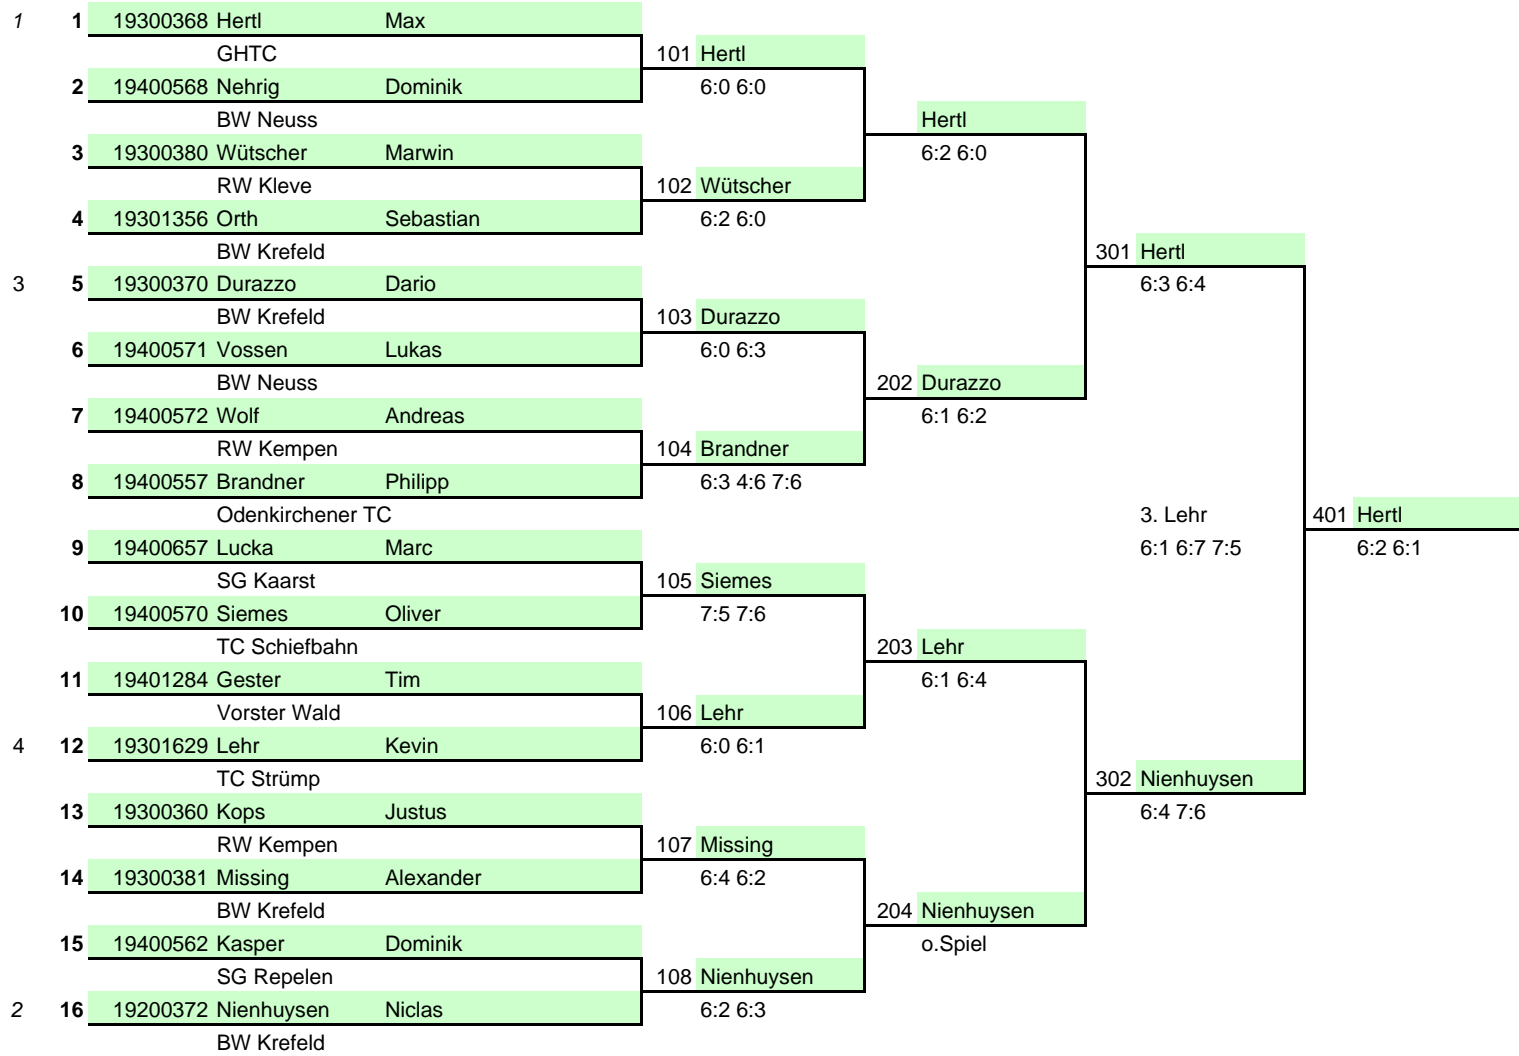 1 1 19300368 Hertl Max
GHTC 101 Hertl
2 19400568 Nehrig Dominik 6:0 6:0
BW Neuss Hertl
3 19300380 Wütscher Marwin 6:2 6:0
RW Kleve 102 Wütscher
4 19301356 Orth Sebastian 6:2 6:0
BW Krefeld 301 Hertl
3 5 19300370 Durazzo Dario 6:3 6:4
BW Krefeld 103 Durazzo
6 19400571 Vossen Lukas 6:0 6:3
BW Neuss 202 Durazzo
7 19400572 Wolf Andreas 6:1 6:2
RW Kempen 104 Brandner
8 19400557 Brandner Philipp 6:3 4:6 7:6
Odenkirchener TC 3. Lehr 401 Hertl
9 19400657 Lucka Marc 6:1 6:7 7:5 6:2 6:1
SG Kaarst 105 Siemes
10 19400570 Siemes Oliver 7:5 7:6
TC Schiefbahn 203 Lehr
11 19401284 Gester Tim 6:1 6:4
Vorster Wald 106 Lehr
4 12 19301629 Lehr Kevin 6:0 6:1
TC Strümp 302 Nienhuysen
13 19300360 Kops Justus 6:4 7:6
RW Kempen 107 Missing
14 19300381 Missing Alexander 6:4 6:2
BW Krefeld 204 Nienhuysen
15 19400562 Kasper Dominik o.Spiel
SG Repelen 108 Nienhuysen
2 16 19200372 Nienhuysen Niclas 6:2 6:3
BW Krefeld